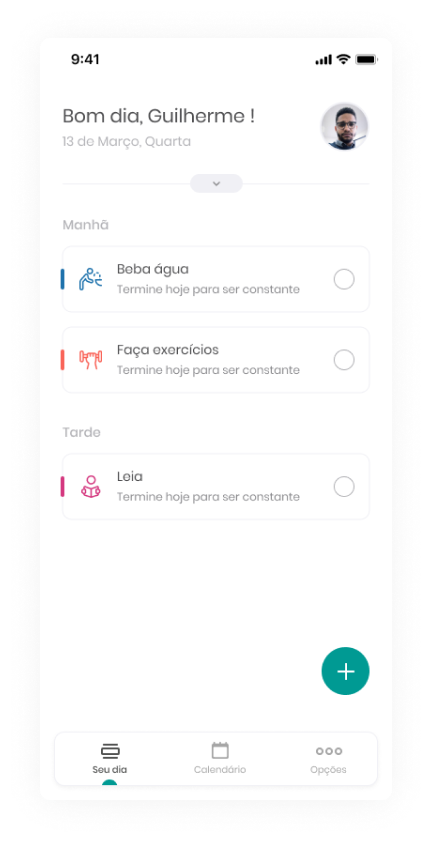 9:41
Bom dia, Guilherme !
13 de Março, Quarta
Manhã
Beba água
Termine hoje para ser constante
Faça exercícios
Termine hoje para ser constante
Tarde
Leia
Termine hoje para ser constante
Seu dia
Calendário
Opções